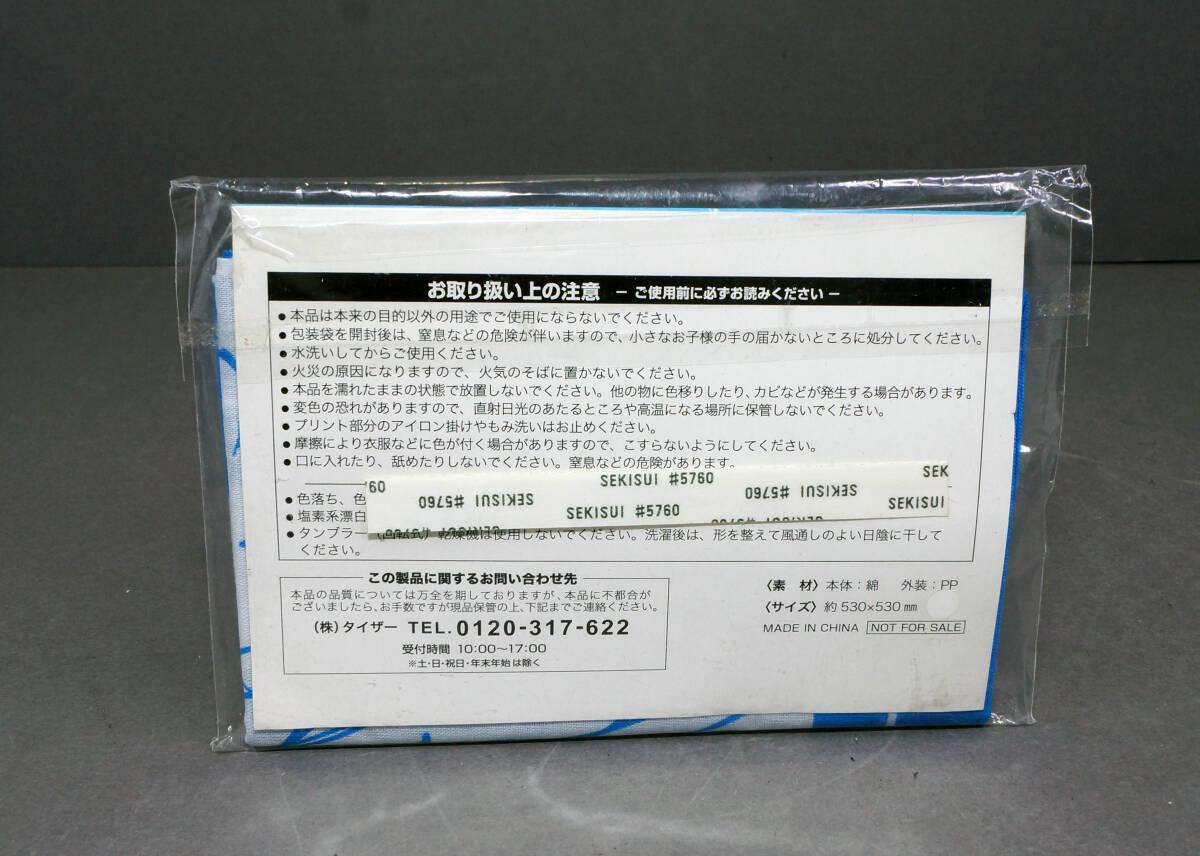 お取り扱い上の注意 － ご使用前に必ずお読みください －
●本品は本来の目的以外の用途でご使用にならないでください。
●包装袋を開封後は、窒息などの危険が伴いますので、小さなお子様の手の届かないところに処分してください。
●水洗いしてからご使用ください。
●火災の原因になりますので、火気のそばに置かないでください。
●本品を濡れたままの状態で放置しないでください。他の物に色移りしたり、カビなどが発生する場合があります。
●変色の恐れがありますので、直射日光のあたるところや高温になる場所に保管しないでください。
●プリント部分のアイロン掛けやもみ洗いはお止めください。
●摩擦により衣服などに色が付く場合がありますので、こすらないようにしてください。
●口に入れたり、舐めたりしないでください。窒息などの危険があります。
760 SEKISUI #5760 SEK
SEKISUI #5760 SEKISUI #5760
SEKISUI #5760 SEKISUI
SEKISUI #5760 SEKISUI
●色落ち、色
●塩素系漂白
●タンブラー（回転式）乾燥機は使用しないでください。洗濯後は、形を整えて風通しのよい日陰に干して
ください。
この製品に関するお問い合わせ先
本品の品質については万全を期しておりますが、本品に不都合が
ございましたら、お手数ですが現品保管の上、下記までご連絡ください。
(株)タイザー TEL.0120-317-622
受付時間 10:00〜17:00
※土・日・祝日・年末年始は除く
〈素 材〉本体：綿 外装：PP
〈サイズ〉約 530×530㎜
MADE IN CHINA NOT FOR SALE